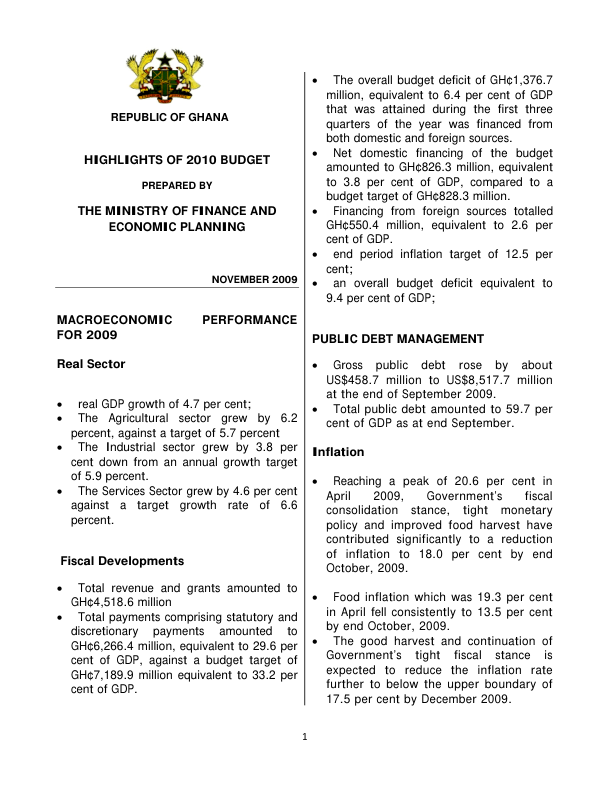 REPUBLIC OF GHANA
HIGHLIGHTS OF 2010 BUDGET
PREPARED BY
THE MINISTRY OF FINANCE AND
ECONOMIC PLANNING
NOVEMBER 2009
MACROECONOMIC PERFORMANCE
FOR 2009
Real Sector
• real GDP growth of 4.7 per cent;
• The Agricultural sector grew by 6.2
percent, against a target of 5.7 percent
• The Industrial sector grew by 3.8 per
cent down from an annual growth target
of 5.9 percent.
• The Services Sector grew by 4.6 per cent
against a target growth rate of 6.6
percent.
Fiscal Developments
• Total revenue and grants amounted to
GH¢4,518.6 million
• Total payments comprising statutory and
discretionary payments amounted to
GH¢6,266.4 million, equivalent to 29.6 per
cent of GDP, against a budget target of
GH¢7,189.9 million equivalent to 33.2 per
cent of GDP.
• The overall budget deficit of GH¢1,376.7
million, equivalent to 6.4 per cent of GDP
that was attained during the first three
quarters of the year was financed from
both domestic and foreign sources.
• Net domestic financing of the budget
amounted to GH¢826.3 million, equivalent
to 3.8 per cent of GDP, compared to a
budget target of GH¢828.3 million.
• Financing from foreign sources totalled
GH¢550.4 million, equivalent to 2.6 per
cent of GDP.
• end period inflation target of 12.5 per
cent;
• an overall budget deficit equivalent to
9.4 per cent of GDP;
PUBLIC DEBT MANAGEMENT
• Gross public debt rose by about
US$458.7 million to US$8,517.7 million
at the end of September 2009.
• Total public debt amounted to 59.7 per
cent of GDP as at end September.
Inflation
• Reaching a peak of 20.6 per cent in
April 2009, Government's fiscal
consolidation stance, tight monetary
policy and improved food harvest have
contributed significantly to a reduction
of inflation to 18.0 per cent by end
October, 2009.
• Food inflation which was 19.3 per cent
in April fell consistently to 13.5 per cent
by end October, 2009.
• The good harvest and continuation of
Government's tight fiscal stance is
expected to reduce the inflation rate
further to below the upper boundary of
17.5 per cent by December 2009.
1